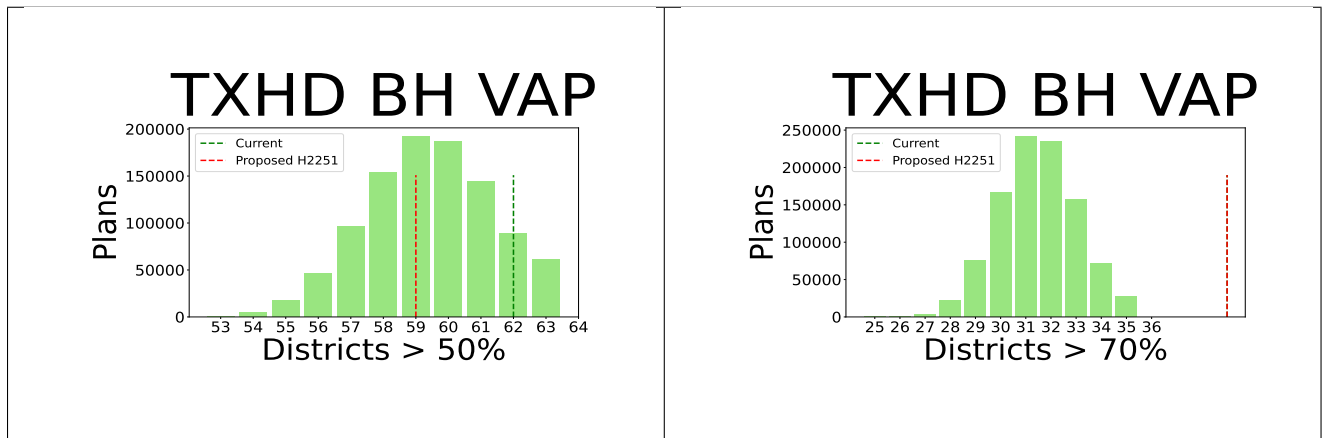 TXHD BH VAP
200000
150000
100000
50000
0
Plans
Current
Proposed H2251
53 54 55 56 57 58 59 60 61 62 63 64
Districts > 50%
TXHD BH VAP
250000
200000
150000
100000
50000
0
Plans
Current
Proposed H2251
25 26 27 28 29 30 31 32 33 34 35 36
Districts > 70%